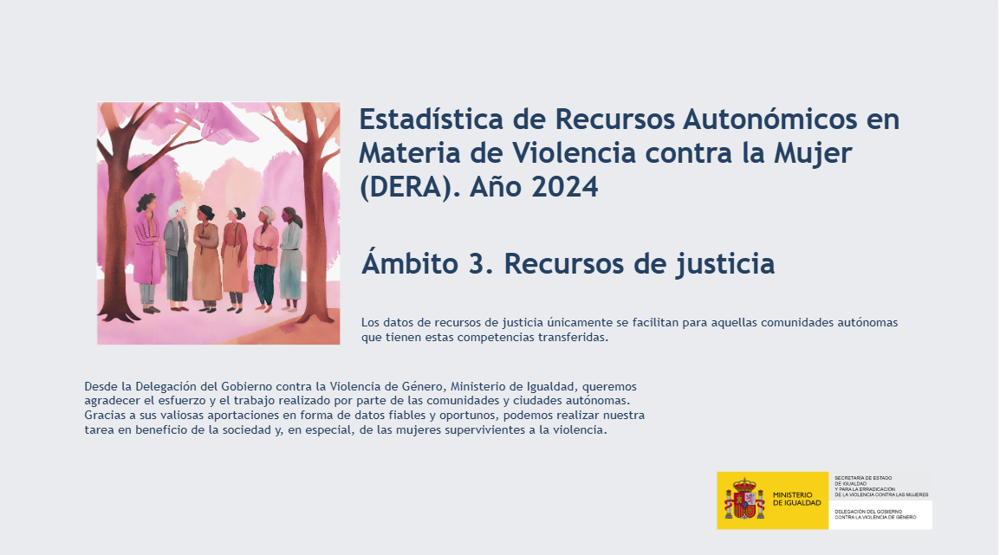 Estadística de Recursos Autonómicos en
Materia de Violencia contra la Mujer
(DERA). Año 2024
Ámbito 3. Recursos de justicia
Los datos de recursos de justicia únicamente se facilitan para aquellas comunidades autónomas
que tienen estas competencias transferidas.
Desde la Delegación del Gobierno contra la Violencia de Género, Ministerio de Igualdad, queremos
agradecer el esfuerzo y el trabajo realizado por parte de las comunidades y ciudades autónomas.
Gracias a sus valiosas aportaciones en forma de datos fiables y oportunos, podemos realizar nuestra
tarea en beneficio de la sociedad y, en especial, de las mujeres supervivientes a la violencia.
MINISTERIO
DE IGUALDAD
SECRETARÍA DE ESTADO
DE IGUALDAD
Y PARA LA ERRADICACIÓN
DE LA VIOLENCIA CONTRA LAS MUJERES
DELEGACIÓN DEL GOBIERNO
CONTRA LA VIOLENCIA DE GÉNERO